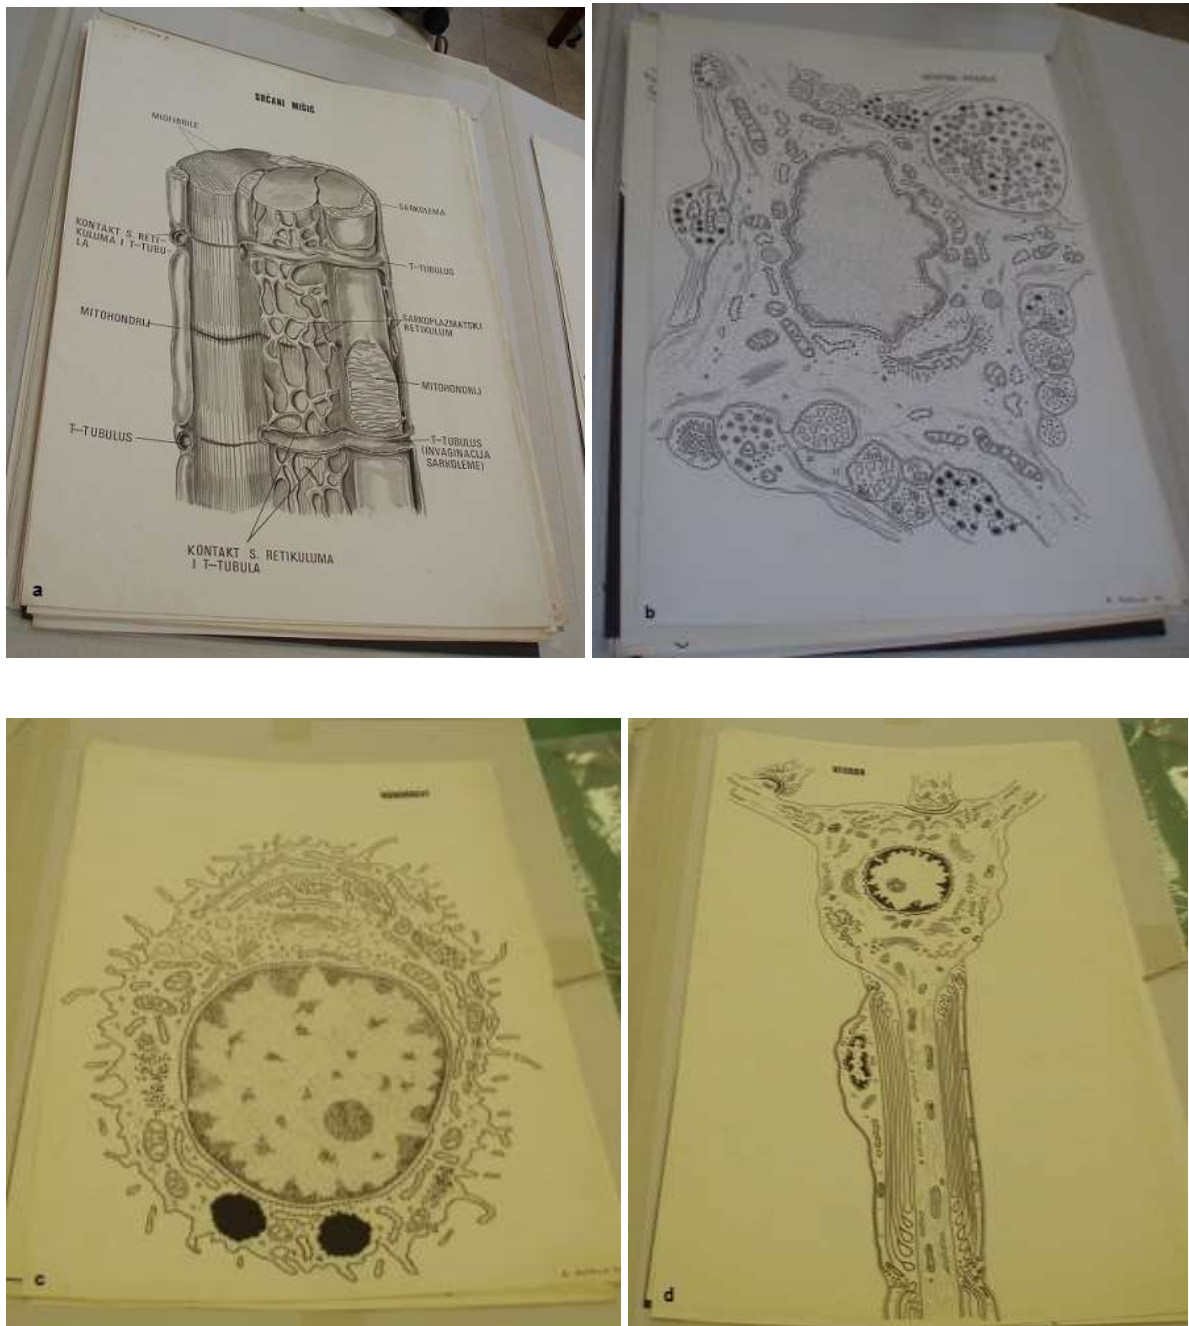 SRČANI MIŠIĆ
MIOFIBRILE
SARKOLEMA
KONTAKT S. RETI-
KULUMA I T-TUBU-
LA
T-TUBULUS
MITOHONDRIJ
SARKOPLAZMATSKI
RETIKULUM
MITOHONDRIJ
T-TUBULUS
T-TUBULUS
(INVAGINACIJA
SARKOLEME)
KONTAKT S. RETIKULUMA
I T-TUBULA
a
b
c
NEURON
d